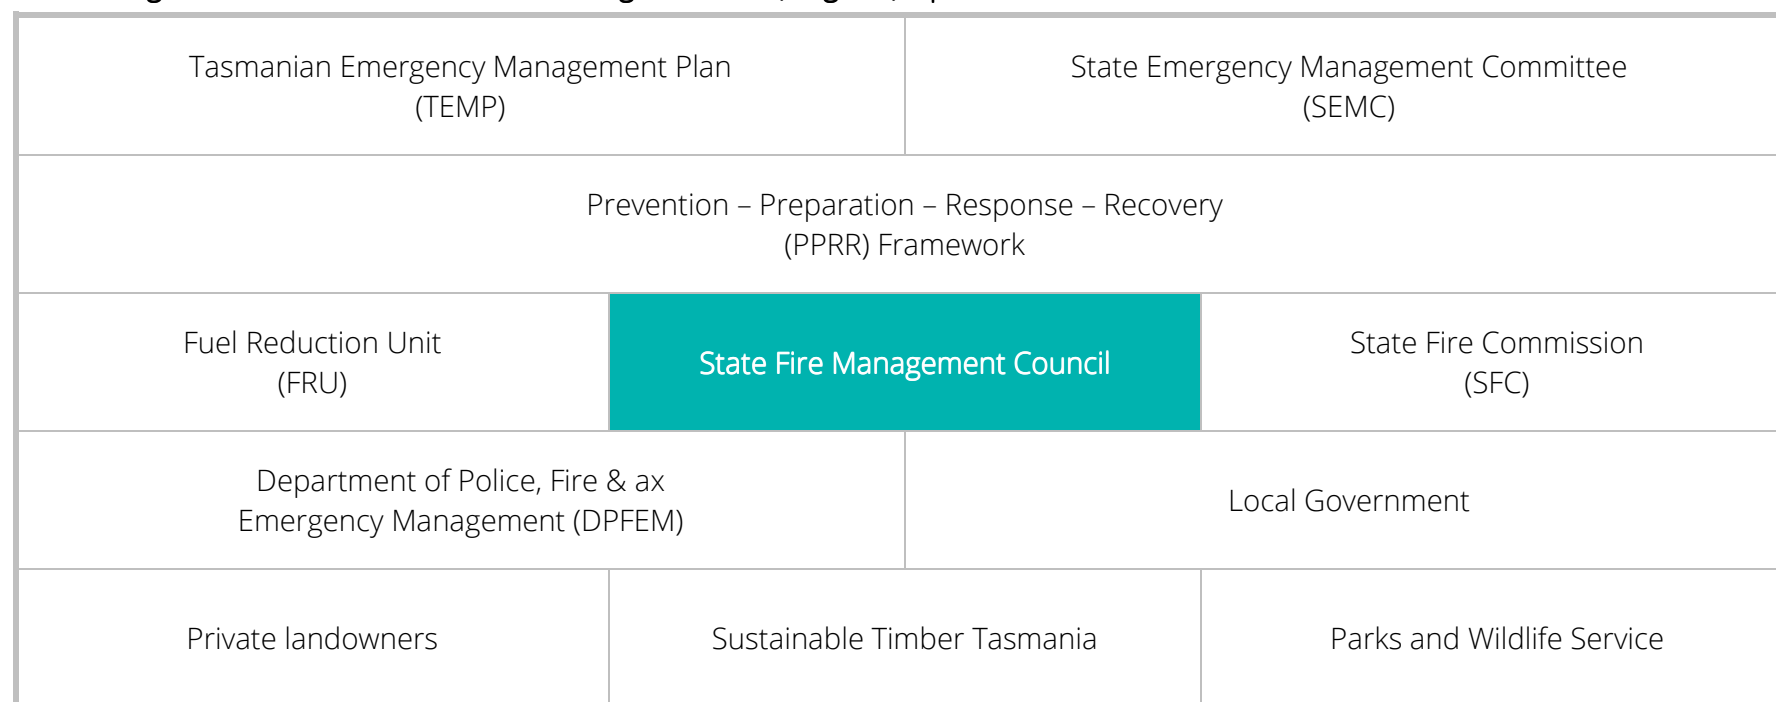 Tasmanian Emergency Management Plan
(TEMP)
State Emergency Management Committee
(SEMC)
Prevention – Preparation – Response – Recovery
(PPRR) Framework
Fuel Reduction Unit
(FRU)
State Fire Management Council
State Fire Commission
(SFC)
Department of Police, Fire & ax
Emergency Management (DPFEM)
Local Government
Private landowners
Sustainable Timber Tasmania
Parks and Wildlife Service